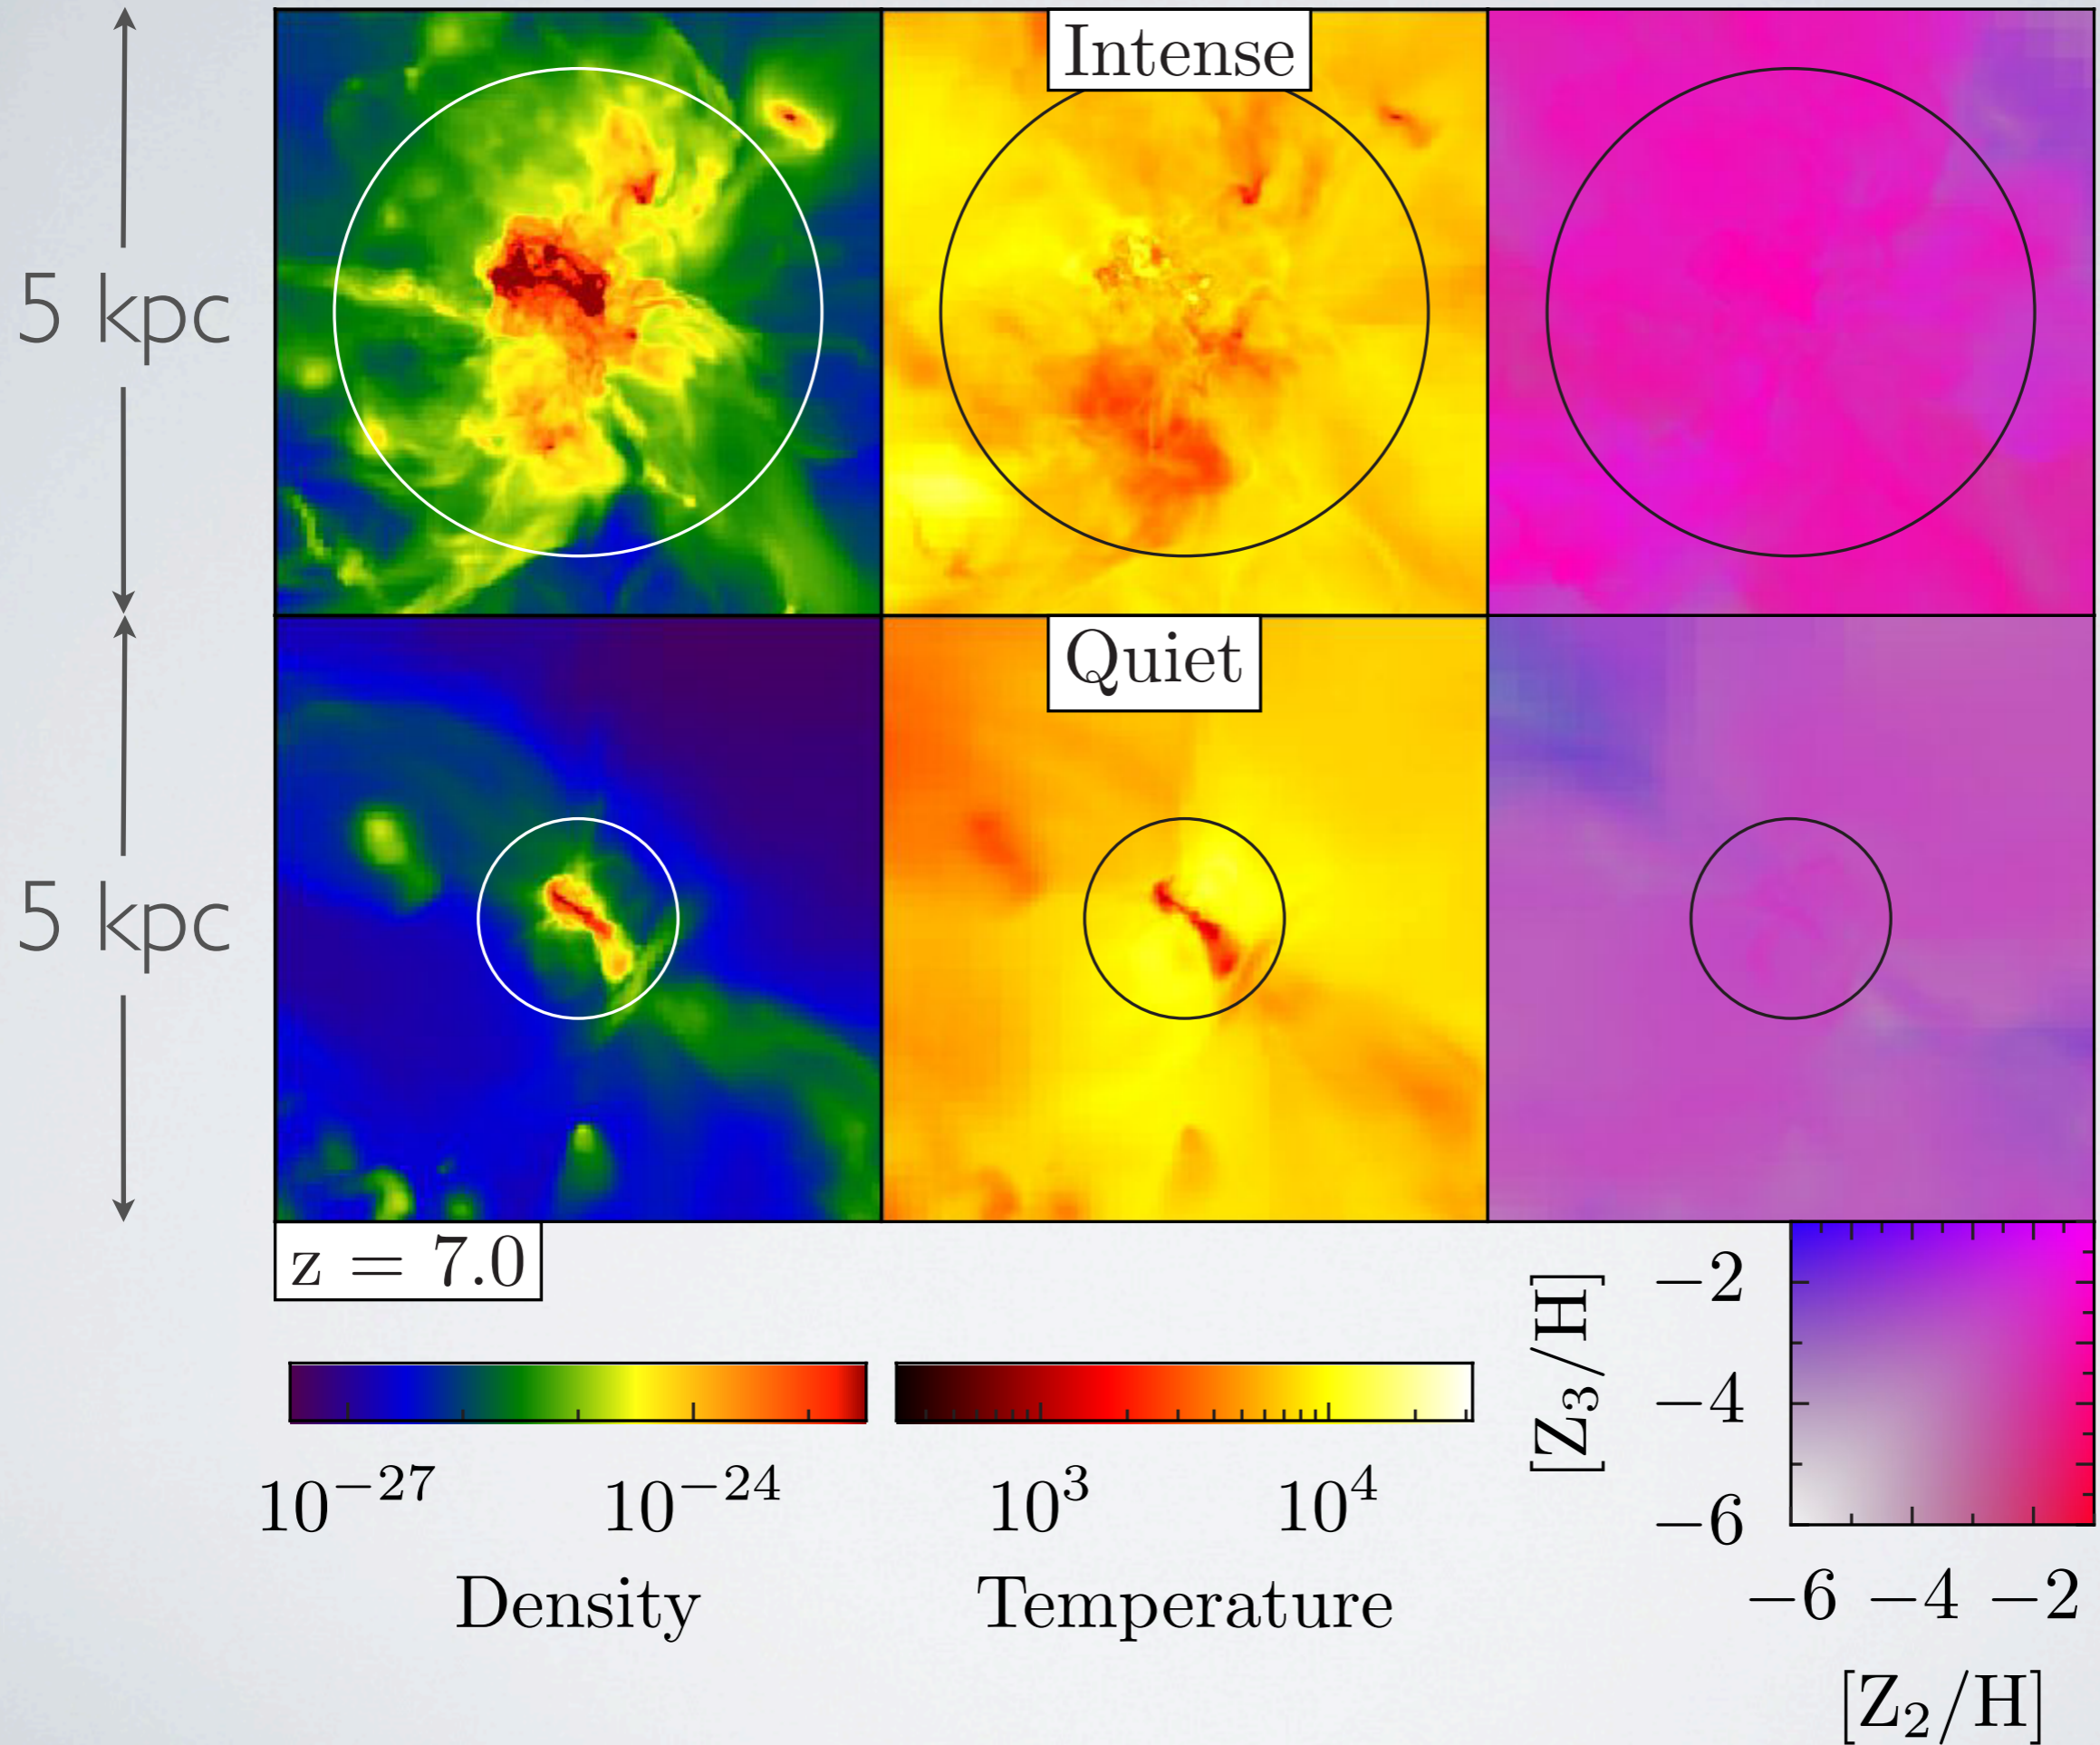 Intense
5 kpc
Quiet
5 kpc
z = 7.0
10⁻²⁷ 10⁻²⁴
Density
10³ 10⁴
Temperature
[Z₃/H]
−2
−4
−6
−6 −4 −2
[Z₂/H]